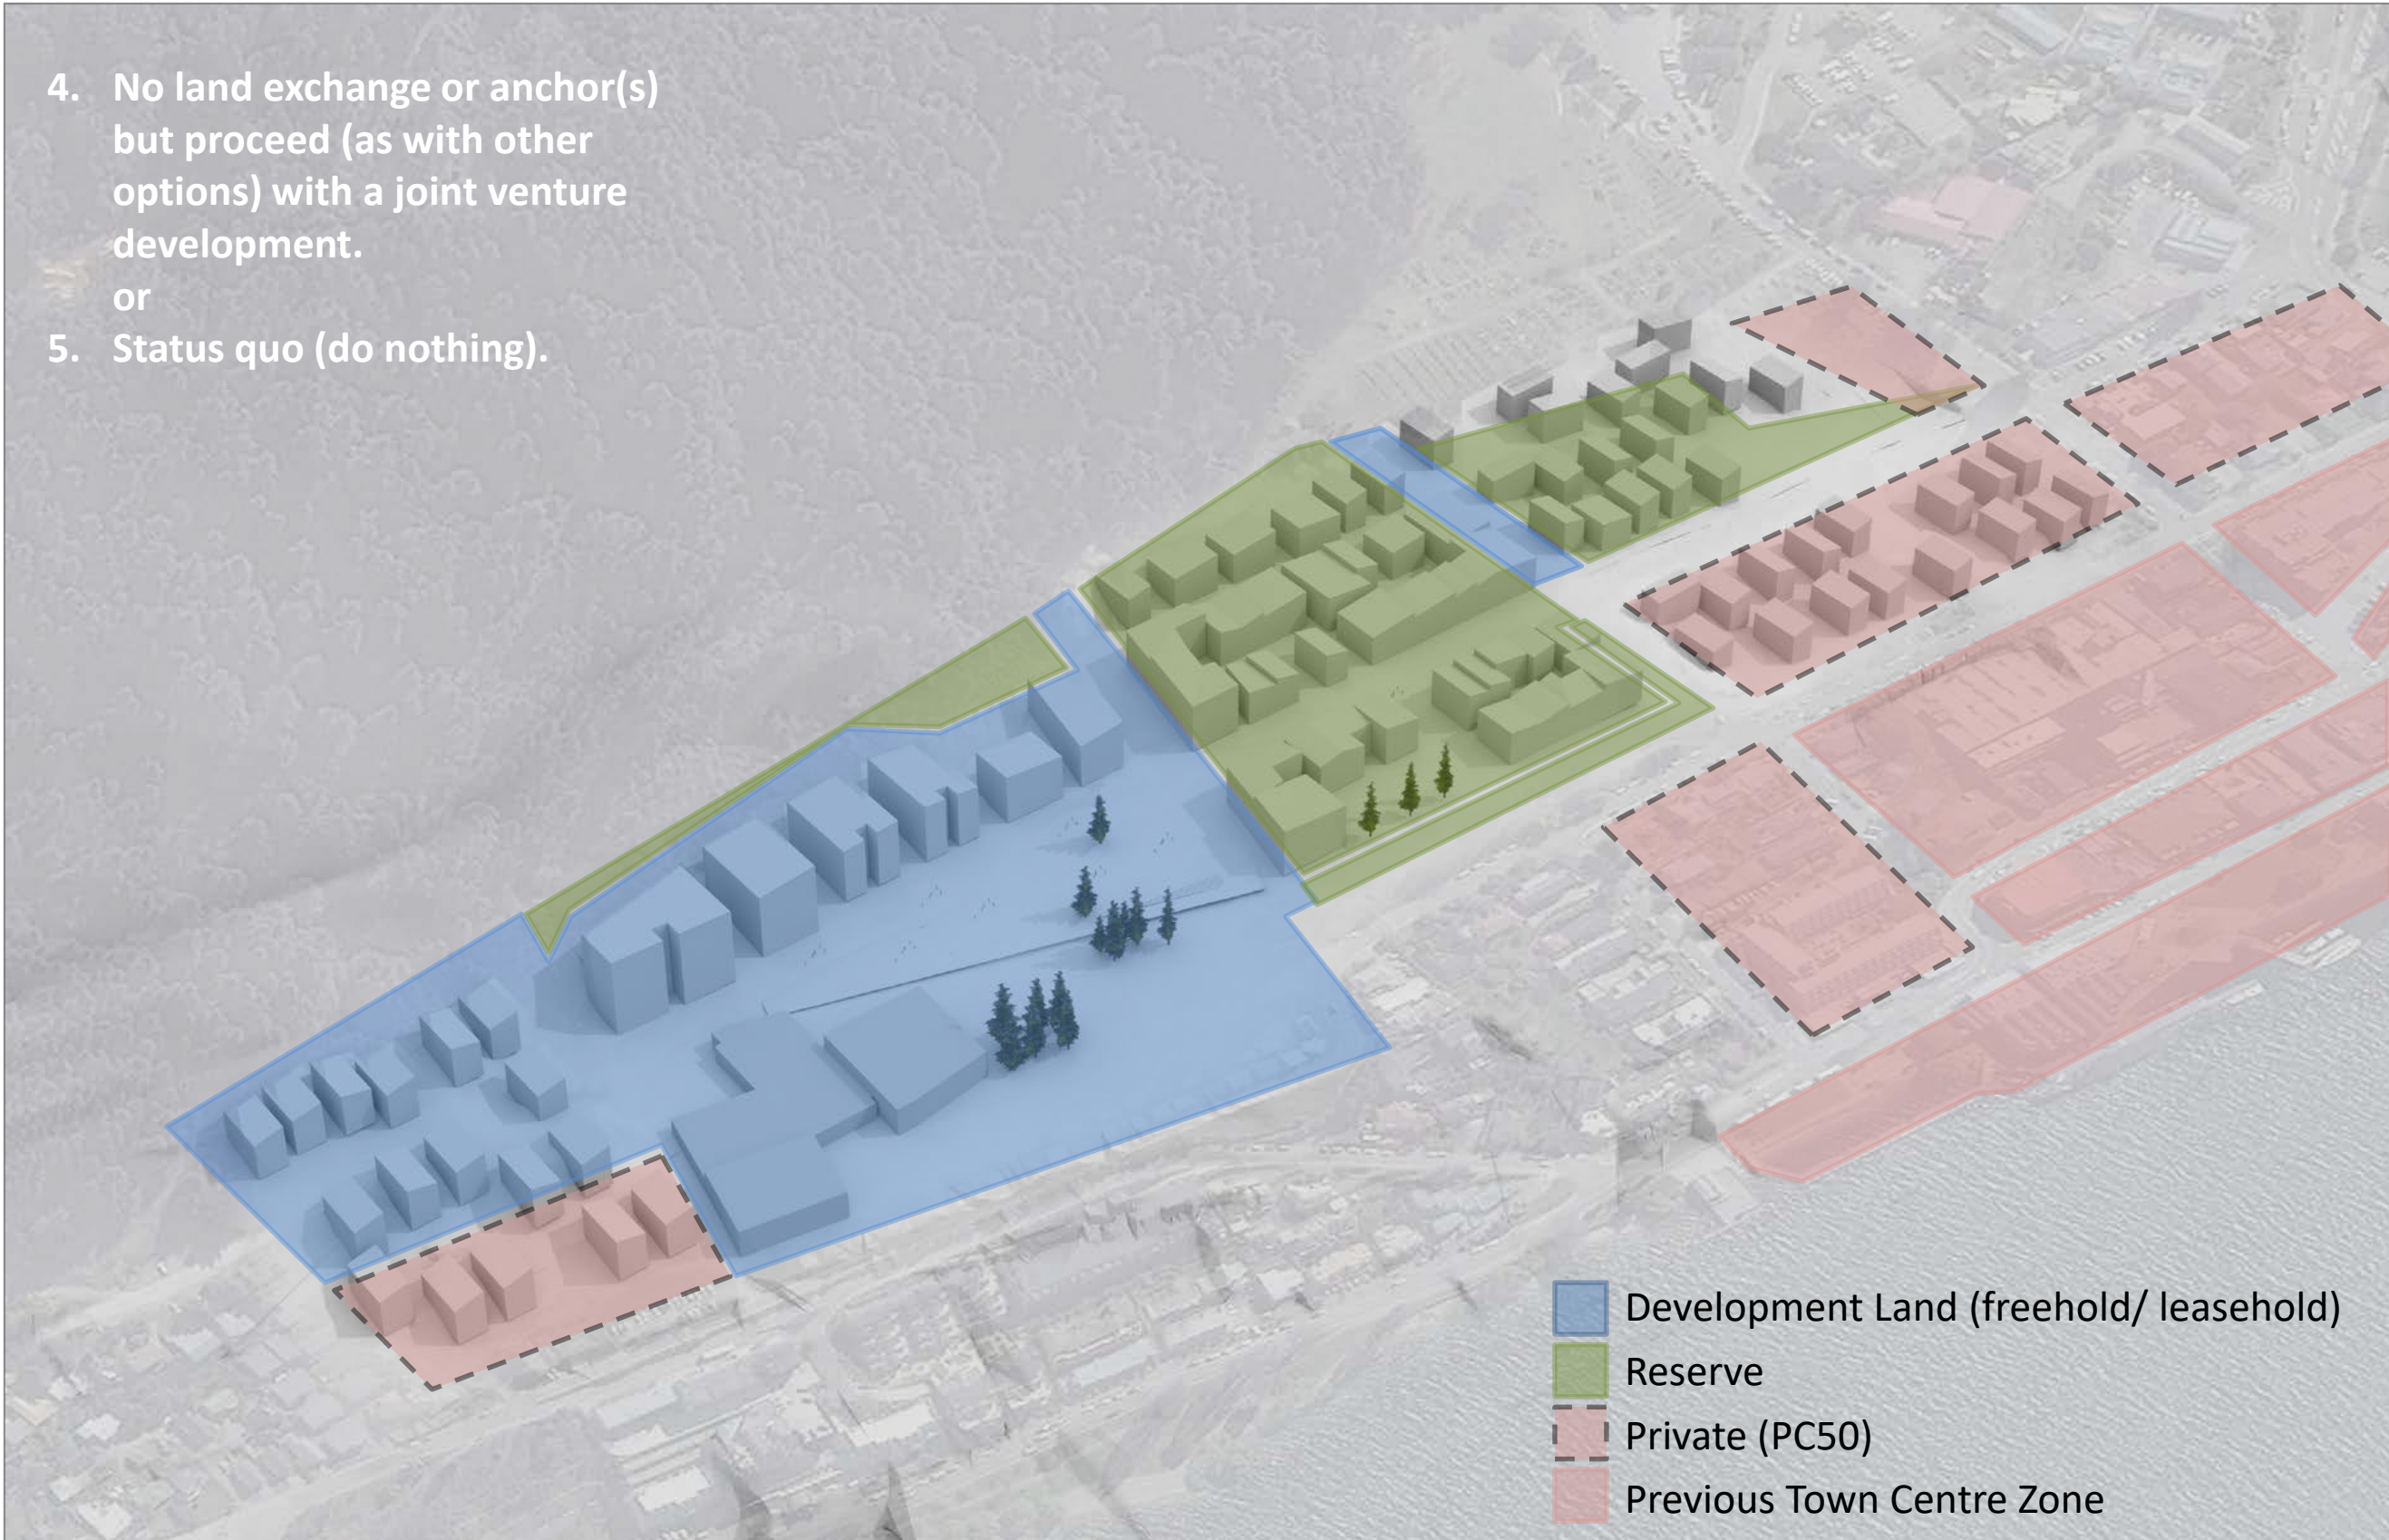 4. No land exchange or anchor(s)
but proceed (as with other
options) with a joint venture
development.
or
5. Status quo (do nothing).
Development Land (freehold/ leasehold)
Reserve
Private (PC50)
Previous Town Centre Zone